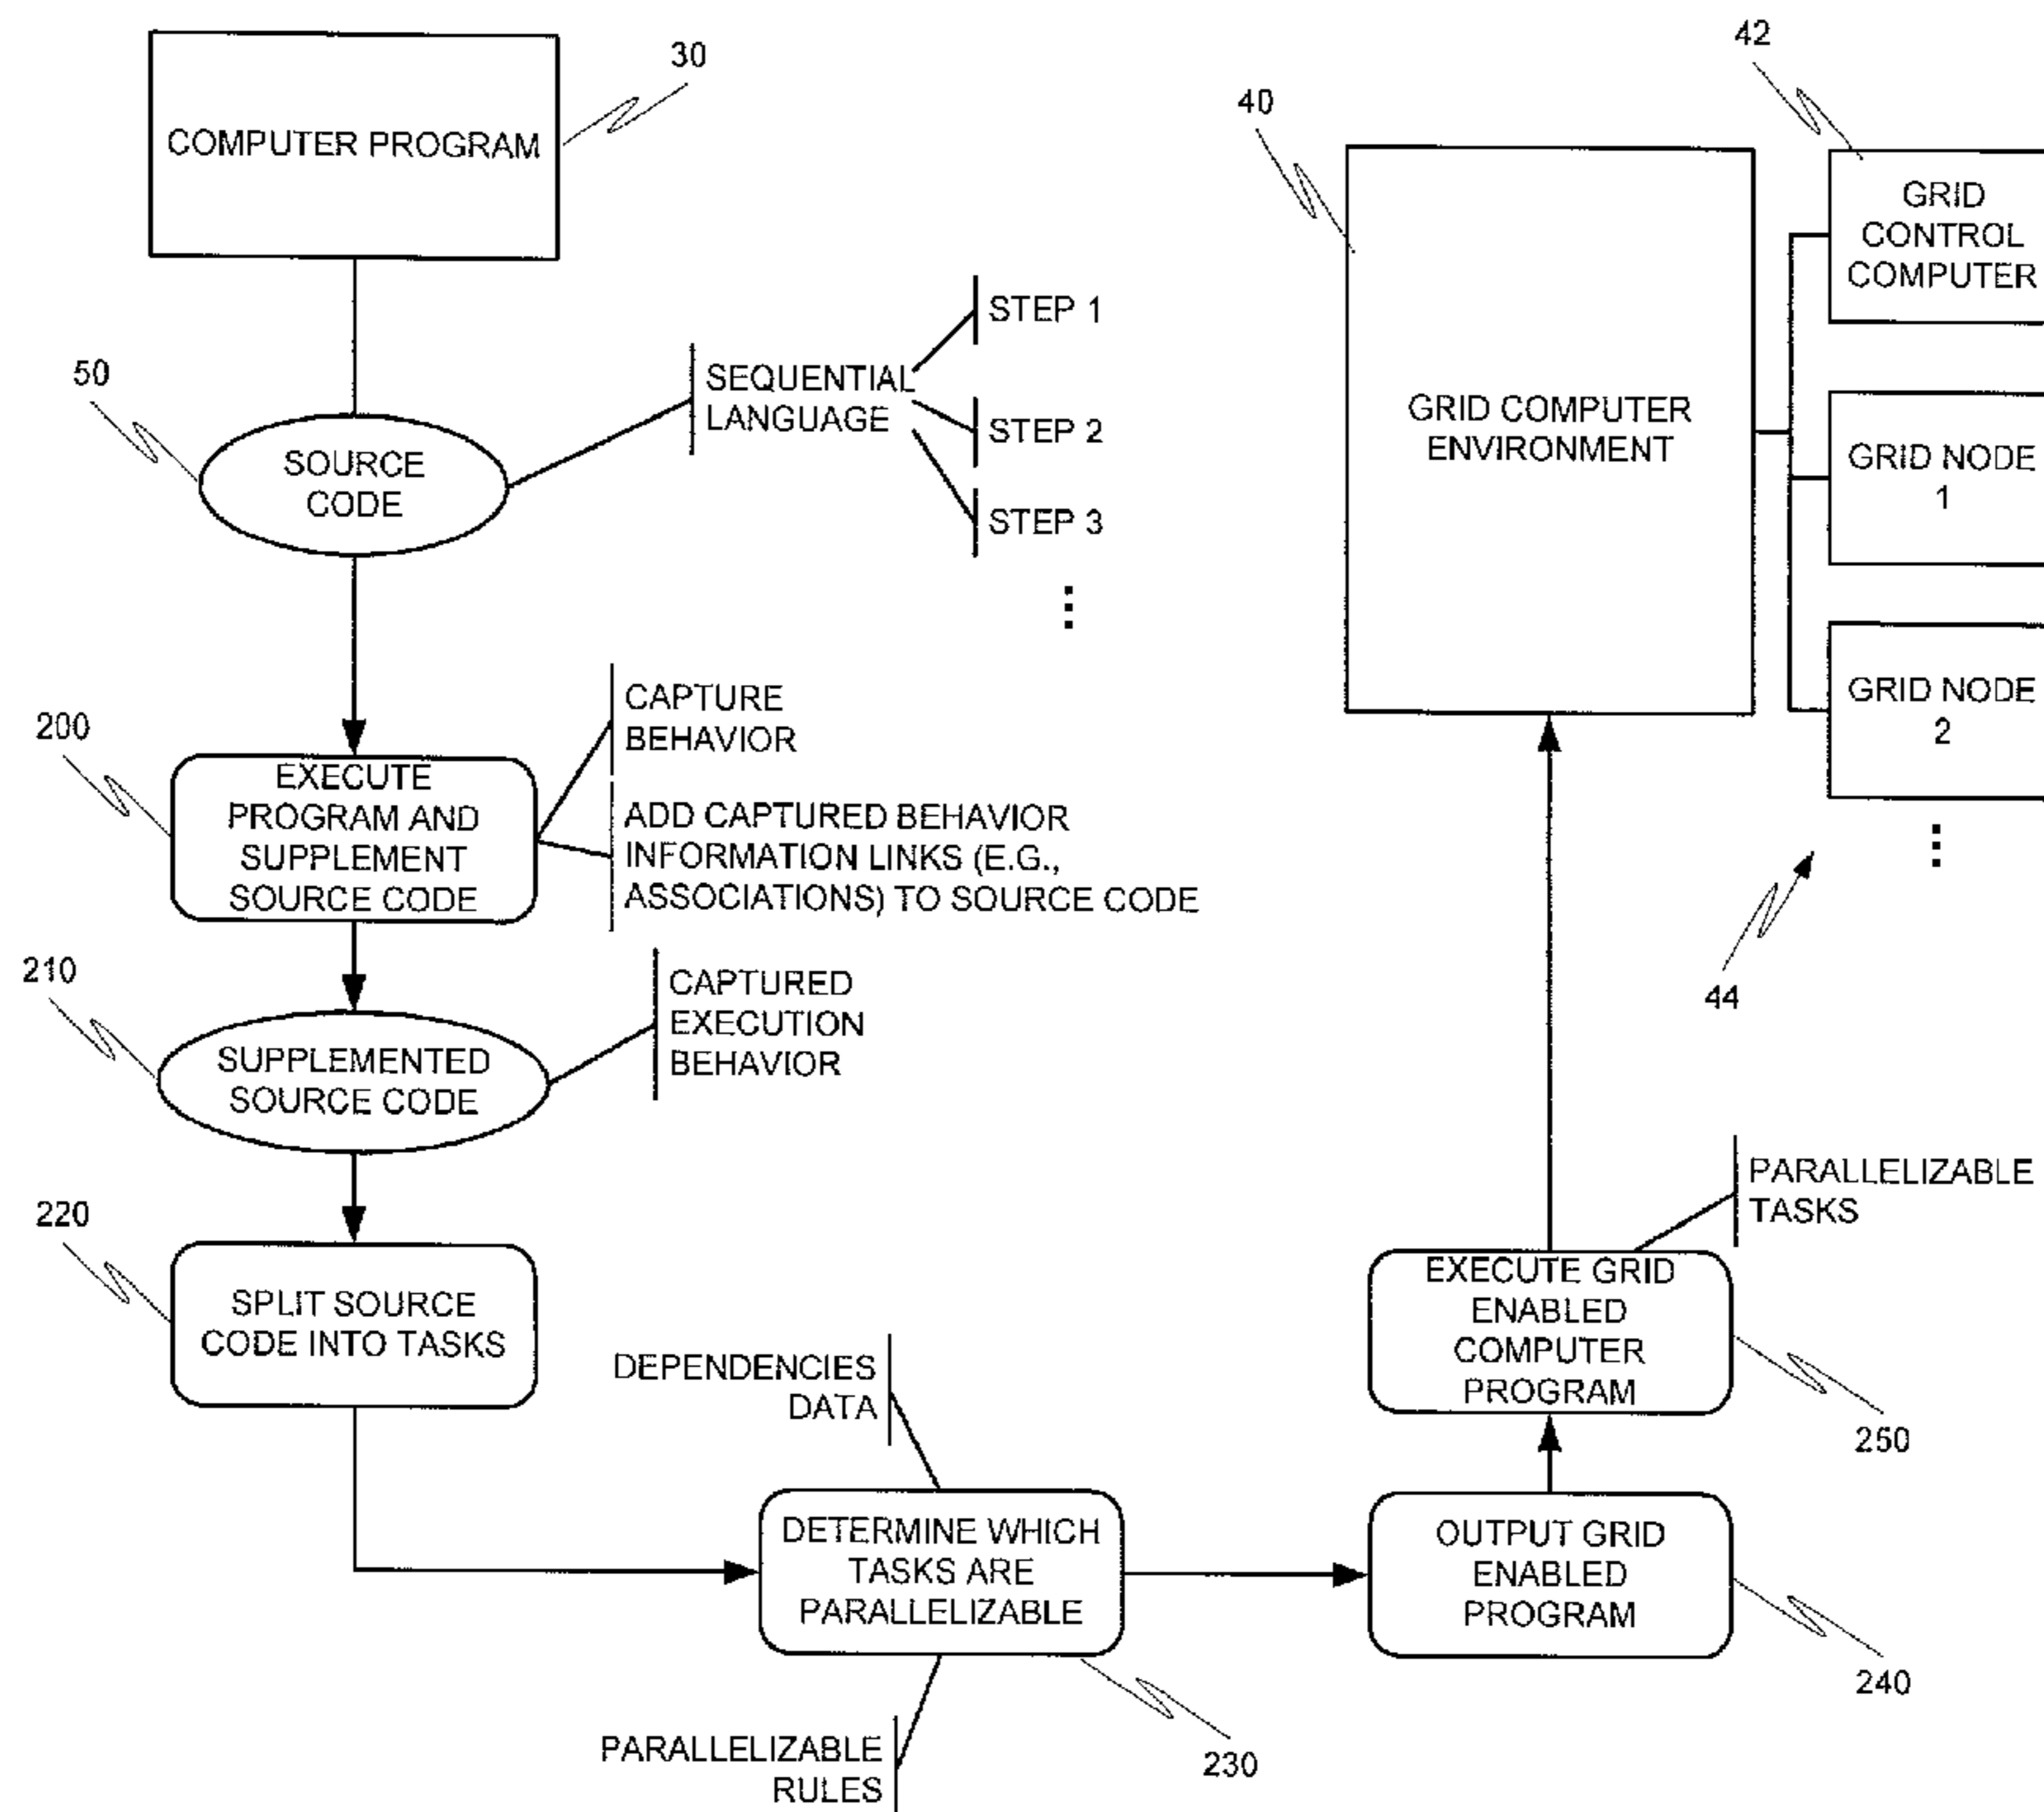 30
COMPUTER PROGRAM
42
40
GRID
CONTROL
COMPUTER
STEP 1
50
SEQUENTIAL
LANGUAGE
STEP 2
STEP 3
SOURCE
CODE
GRID COMPUTER
ENVIRONMENT
GRID NODE
1
GRID NODE
2
200
CAPTURE
BEHAVIOR
EXECUTE
PROGRAM AND
SUPPLEMENT
SOURCE CODE
ADD CAPTURED BEHAVIOR
INFORMATION LINKS (E.G.,
ASSOCIATIONS) TO SOURCE CODE
44
210
CAPTURED
EXECUTION
BEHAVIOR
SUPPLEMENTED
SOURCE CODE
220
SPLIT SOURCE
CODE INTO TASKS
PARALLELIZABLE
TASKS
EXECUTE GRID
ENABLED
COMPUTER
PROGRAM
250
DEPENDENCIES
DATA
DETERMINE WHICH
TASKS ARE
PARALLELIZABLE
230
PARALLELIZABLE
RULES
OUTPUT GRID
ENABLED
PROGRAM
240